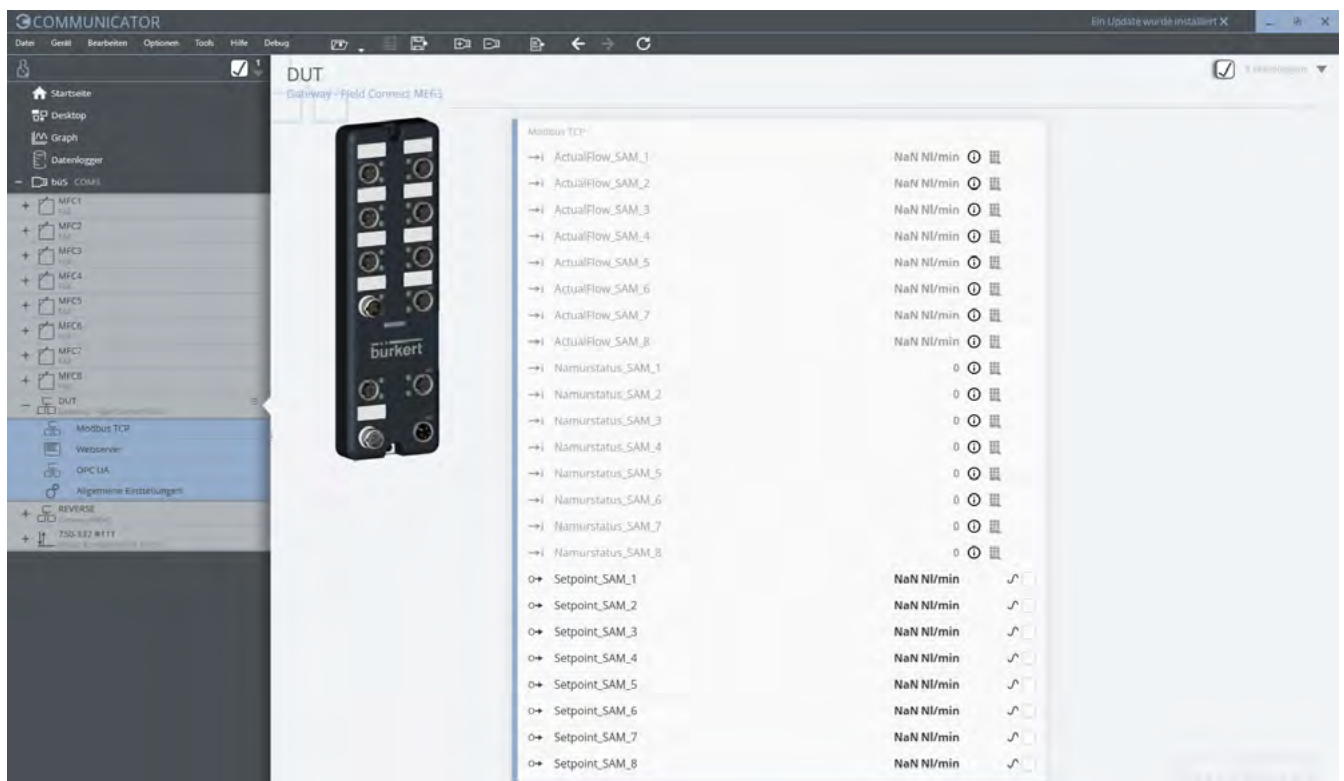 COMMUNICATOR
Ein Update wurde installiert X
Datei Gerät Bearbeiten Optionen Tools Hilfe Debug
1
Startseite
Desktop
Graph
Datenlogger
büS COM3
MFC1
MFC2
MFC3
MFC4
MFC5
MFC6
MFC7
MFC8
DUT
Modbus TCP
Webserver
OPC UA
Allgemeine Einstellungen
REVERSE
DUT
Gateway - Field Connect ME63
burkert
Modbus TCP
ActualFlow_SAM_1 NaN Nl/min
ActualFlow_SAM_2 NaN Nl/min
ActualFlow_SAM_3 NaN Nl/min
ActualFlow_SAM_4 NaN Nl/min
ActualFlow_SAM_5 NaN Nl/min
ActualFlow_SAM_6 NaN Nl/min
ActualFlow_SAM_7 NaN Nl/min
ActualFlow_SAM_8 NaN Nl/min
Namurstatus_SAM_1 0
Namurstatus_SAM_2 0
Namurstatus_SAM_3 0
Namurstatus_SAM_4 0
Namurstatus_SAM_5 0
Namurstatus_SAM_6 0
Namurstatus_SAM_7 0
Namurstatus_SAM_8 0
Setpoint_SAM_1 NaN Nl/min
Setpoint_SAM_2 NaN Nl/min
Setpoint_SAM_3 NaN Nl/min
Setpoint_SAM_4 NaN Nl/min
Setpoint_SAM_5 NaN Nl/min
Setpoint_SAM_6 NaN Nl/min
Setpoint_SAM_7 NaN Nl/min
Setpoint_SAM_8 NaN Nl/min